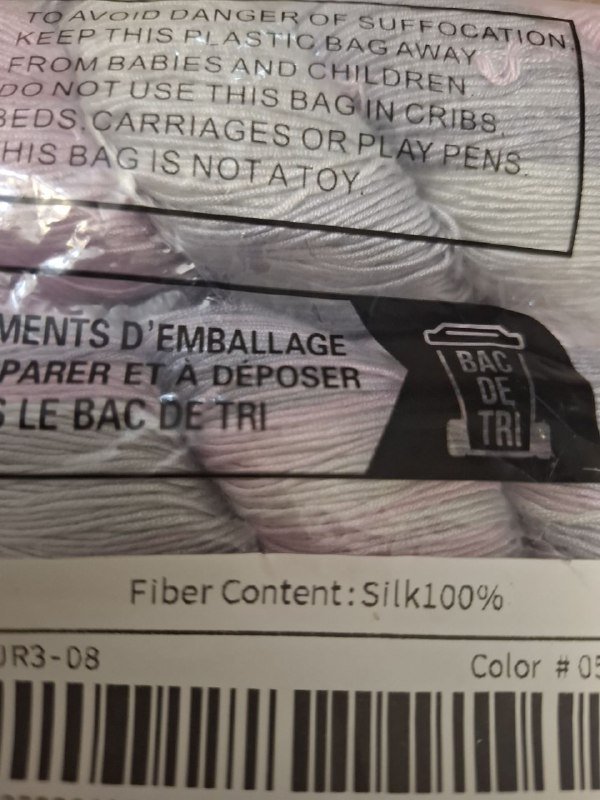 TO AVOID DANGER OF SUFFOCATION,
KEEP THIS PLASTIC BAG AWAY
FROM BABIES AND CHILDREN.
DO NOT USE THIS BAG IN CRIBS,
BEDS, CARRIAGES OR PLAY PENS.
HIS BAG IS NOT A TOY.
MENTS D'EMBALLAGE
PARER ET À DÉPOSER
S LE BAC DE TRI
BAC
DE
TRI
Fiber Content:Silk100%
UR3-08
Color # 05